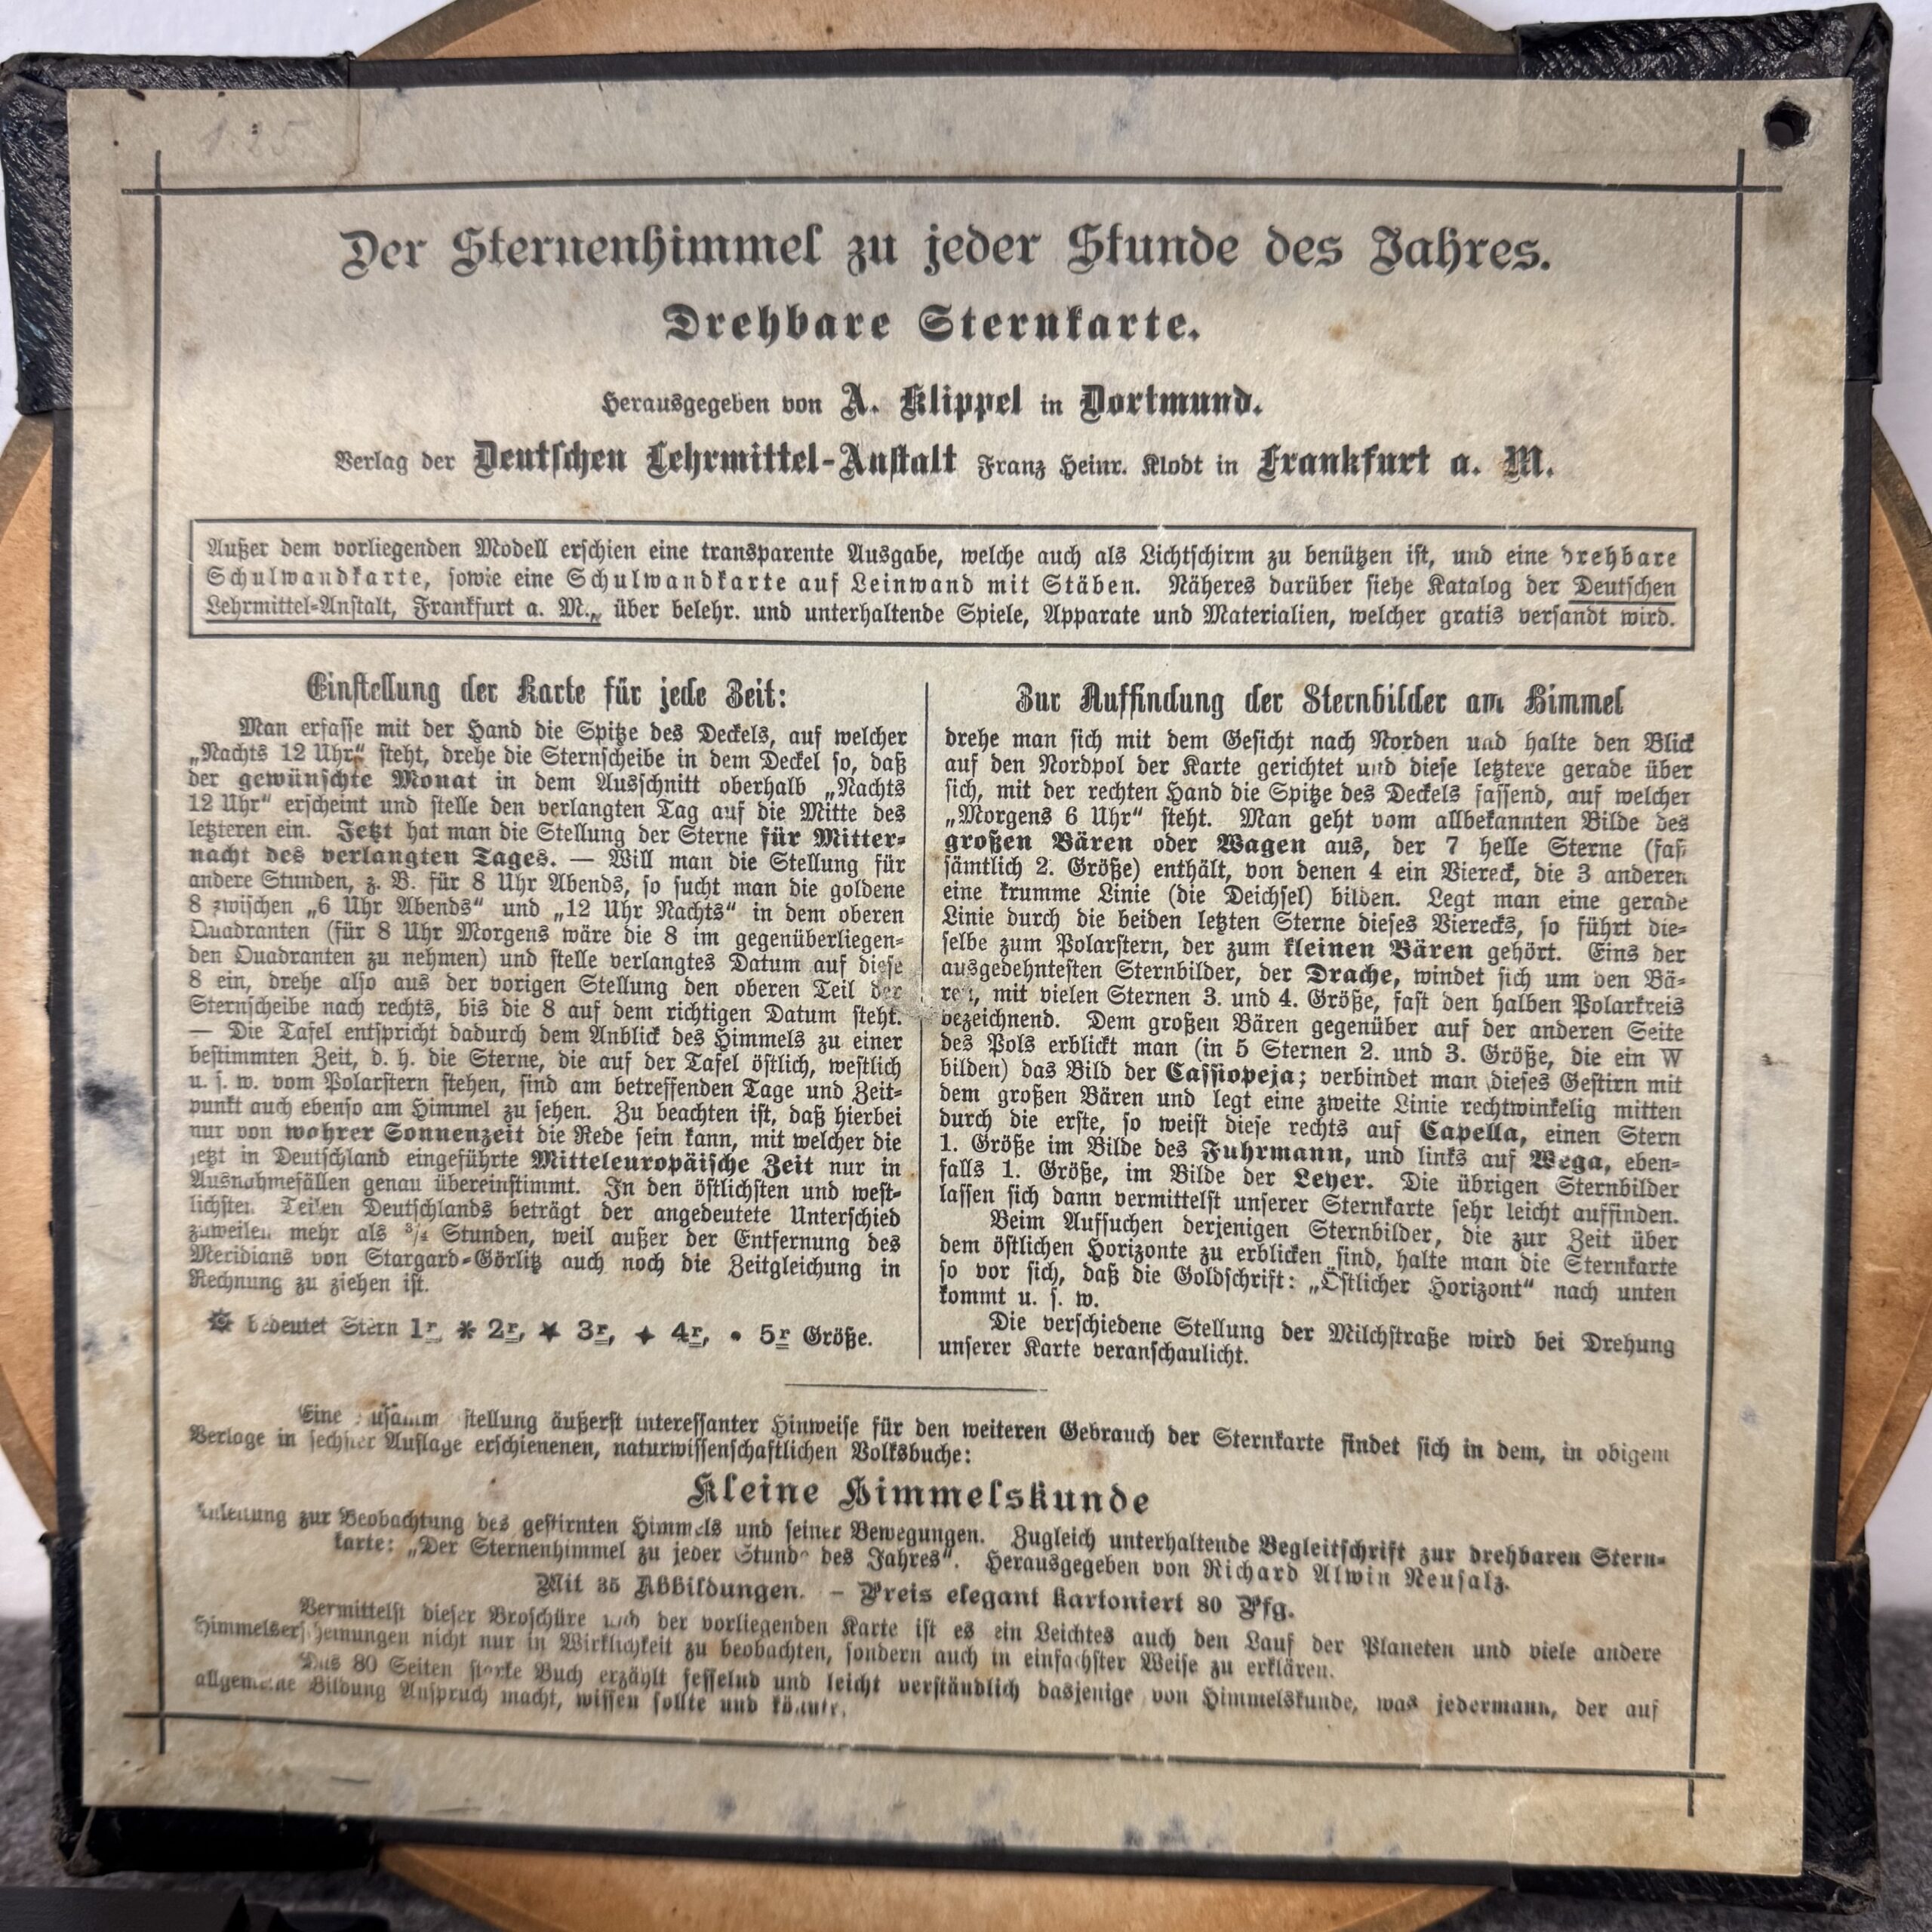 1.25.
Der Sternenhimmel zu jeder Stunde des Jahres.
Drehbare Sternkarte.
Herausgegeben von A. Klippel in Dortmund.
Verlag der Deutschen Lehrmittel-Anstalt Franz Heinr. Klodt in Frankfurt a. M.
Außer dem vorliegenden Modell erschien eine transparente Ausgabe, welche auch als Lichtschirm zu benützen ist, und eine drehbare
Schulwandkarte, sowie eine Schulwandkarte auf Leinwand mit Stäben. Näheres darüber siehe Katalog der Deutschen
Lehrmittel-Anstalt, Frankfurt a. M., über belehr. und unterhaltende Spiele, Apparate und Materialien, welcher gratis versandt wird.
Einstellung der Karte für jede Zeit:
Man erfasse mit der Hand die Spitze des Deckels, auf welcher
„Nachts 12 Uhr“ steht, drehe die Sternscheibe in dem Deckel so, daß
der gewünschte Monat in dem Ausschnitt oberhalb „Nachts
12 Uhr“ erscheint und stelle den verlangten Tag auf die Mitte des
letzteren ein. Jetzt hat man die Stellung der Sterne für Mitter-
nacht des verlangten Tages. — Will man die Stellung für
andere Stunden, z. B. für 8 Uhr Abends, so sucht man die goldene
8 zwischen „6 Uhr Abends“ und „12 Uhr Nachts“ in dem oberen
Quadranten (für 8 Uhr Morgens wäre die 8 im gegenüberliegen-
den Quadranten zu nehmen) und stelle verlangtes Datum auf diese
8 ein, drehe also aus der vorigen Stellung den oberen Teil der
Sternscheibe nach rechts, bis die 8 auf dem richtigen Datum steht.
— Die Tafel entspricht dadurch dem Anblick des Himmels zu einer
bestimmten Zeit, d. h. die Sterne, die auf der Tafel östlich, westlich
u. s. w. vom Polarstern stehen, sind am betreffenden Tage und Zeit-
punkt auch ebenso am Himmel zu sehen. Zu beachten ist, daß hierbei
nur von wahrer Sonnenzeit die Rede sein kann, mit welcher die
jetzt in Deutschland eingeführte Mitteleuropäische Zeit nur in
Ausnahmefällen genau übereinstimmt. In den östlichsten und west-
lichsten Teilen Deutschlands beträgt der angedeutete Unterschied
zuweilen mehr als ³/₄ Stunden, weil außer der Entfernung des
Meridians von Stargard-Görlitz auch noch die Zeitgleichung in
Rechnung zu ziehen ist.
bedeutet Stern 1r, * 2r, ★ 3r, ✦ 4r, • 5r Größe.
Zur Auffindung der Sternbilder am Himmel
drehe man sich mit dem Gesicht nach Norden und halte den Blick
auf den Nordpol der Karte gerichtet und diese letztere gerade über
sich, mit der rechten Hand die Spitze des Deckels fassend, auf welcher
„Morgens 6 Uhr“ steht. Man geht vom allbekannten Bilde des
großen Bären oder Wagen aus, der 7 helle Sterne (fast
sämtlich 2. Größe) enthält, von denen 4 ein Viereck, die 3 anderen
eine krumme Linie (die Deichsel) bilden. Legt man eine gerade
Linie durch die beiden letzten Sterne dieses Vierecks, so führt die-
selbe zum Polarstern, der zum kleinen Bären gehört. Eins der
ausgedehntesten Sternbilder, der Drache, windet sich um den Bä-
ren, mit vielen Sternen 3. und 4. Größe, fast den halben Polarkreis
bezeichnend. Dem großen Bären gegenüber auf der anderen Seite
des Pols erblickt man (in 5 Sternen 2. und 3. Größe, die ein W
bilden) das Bild der Cassiopeja; verbindet man dieses Gestirn mit
dem großen Bären und legt eine zweite Linie rechtwinkelig mitten
durch die erste, so weist diese rechts auf Capella, einen Stern
1. Größe im Bilde des Fuhrmann, und links auf Wega, eben-
falls 1. Größe, im Bilde der Leyer. Die übrigen Sternbilder
lassen sich dann vermittelst unserer Sternkarte sehr leicht auffinden.
Beim Aufsuchen derjenigen Sternbilder, die zur Zeit über
dem östlichen Horizonte zu erblicken sind, halte man die Sternkarte
so vor sich, daß die Goldschrift: „Östlicher Horizont“ nach unten
kommt u. s. w.
Die verschiedene Stellung der Milchstraße wird bei Drehung
unserer Karte veranschaulicht.
Eine Zusammenstellung äußerst interessanter Hinweise für den weiteren Gebrauch der Sternkarte findet sich in dem, in obigem
Verlage in sechster Auflage erschienenen, naturwissenschaftlichen Volksbuche:
Kleine Himmelskunde
Anleitung zur Beobachtung des gestirnten Himmels und seiner Bewegungen. Zugleich unterhaltende Begleitschrift zur drehbaren Stern-
karte: „Der Sternenhimmel zu jeder Stunde des Jahres“. Herausgegeben von Richard Alwin Neusalz.
Mit 35 Abbildungen. – Preis elegant kartoniert 80 Pfg.
Vermittelst dieser Broschüre und der vorliegenden Karte ist es ein Leichtes auch den Lauf der Planeten und viele andere
Himmelserscheinungen nicht nur in Wirklichkeit zu beobachten, sondern auch in einfachster Weise zu erklären.
Das 80 Seiten starke Buch erzählt fesselnd und leicht verständlich dasjenige von Himmelskunde, was jedermann, der auf
allgemeine Bildung Anspruch macht, wissen sollte und könnte.